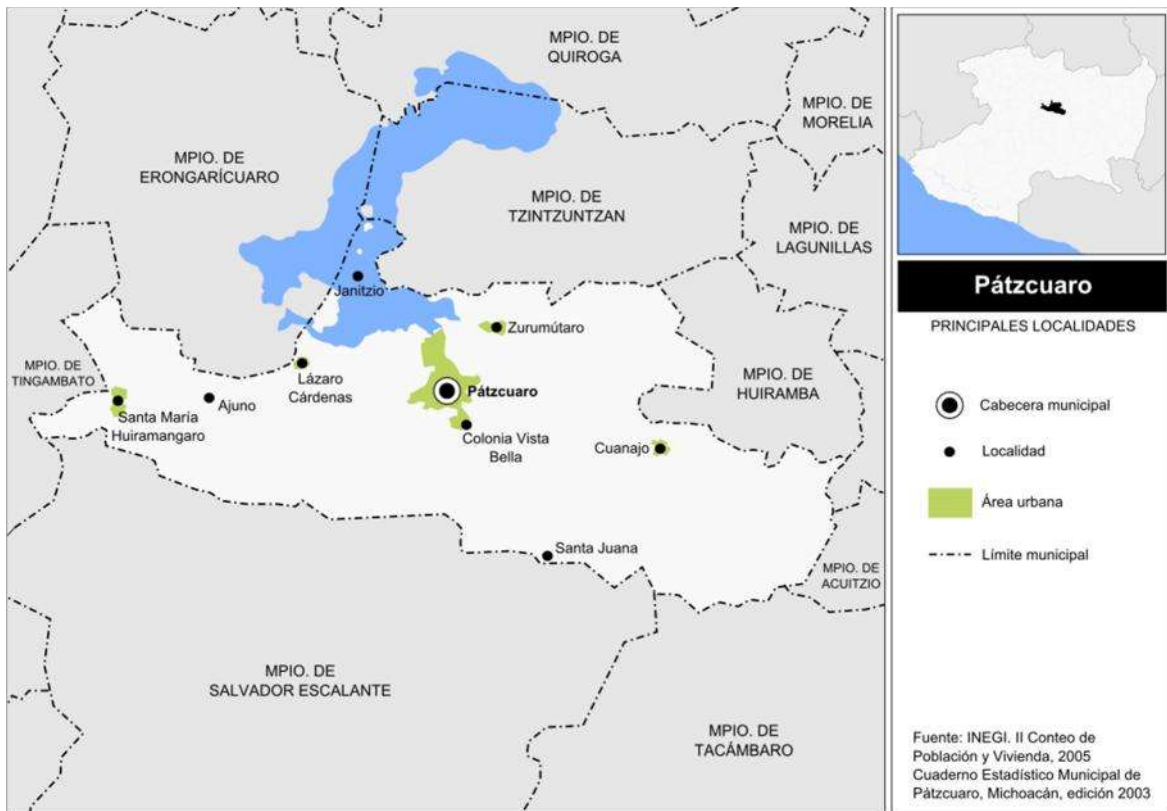 MPIO. DE
QUIROGA
MPIO. DE
MORELIA
MPIO. DE
ERONGARÍCUARO
MPIO. DE
TZINTZUNTZAN
MPIO. DE
LAGUNILLAS
Janitzio
Zurumútaro
MPIO. DE
TINGAMBATO
Lázaro
Cárdenas
MPIO. DE
HUIRAMBA
Pátzcuaro
Ajuno
Santa María
Huiramangaro
Colonia Vista
Bella
Cuanajo
Santa Juana
MPIO. DE
ACUITZIO
MPIO. DE
SALVADOR ESCALANTE
MPIO. DE
TACÁMBARO
Pátzcuaro
PRINCIPALES LOCALIDADES
Cabecera municipal
Localidad
Área urbana
Límite municipal
Fuente: INEGI. II Conteo de
Población y Vivienda, 2005
Cuaderno Estadístico Municipal de
Pátzcuaro, Michoacán, edición 2003